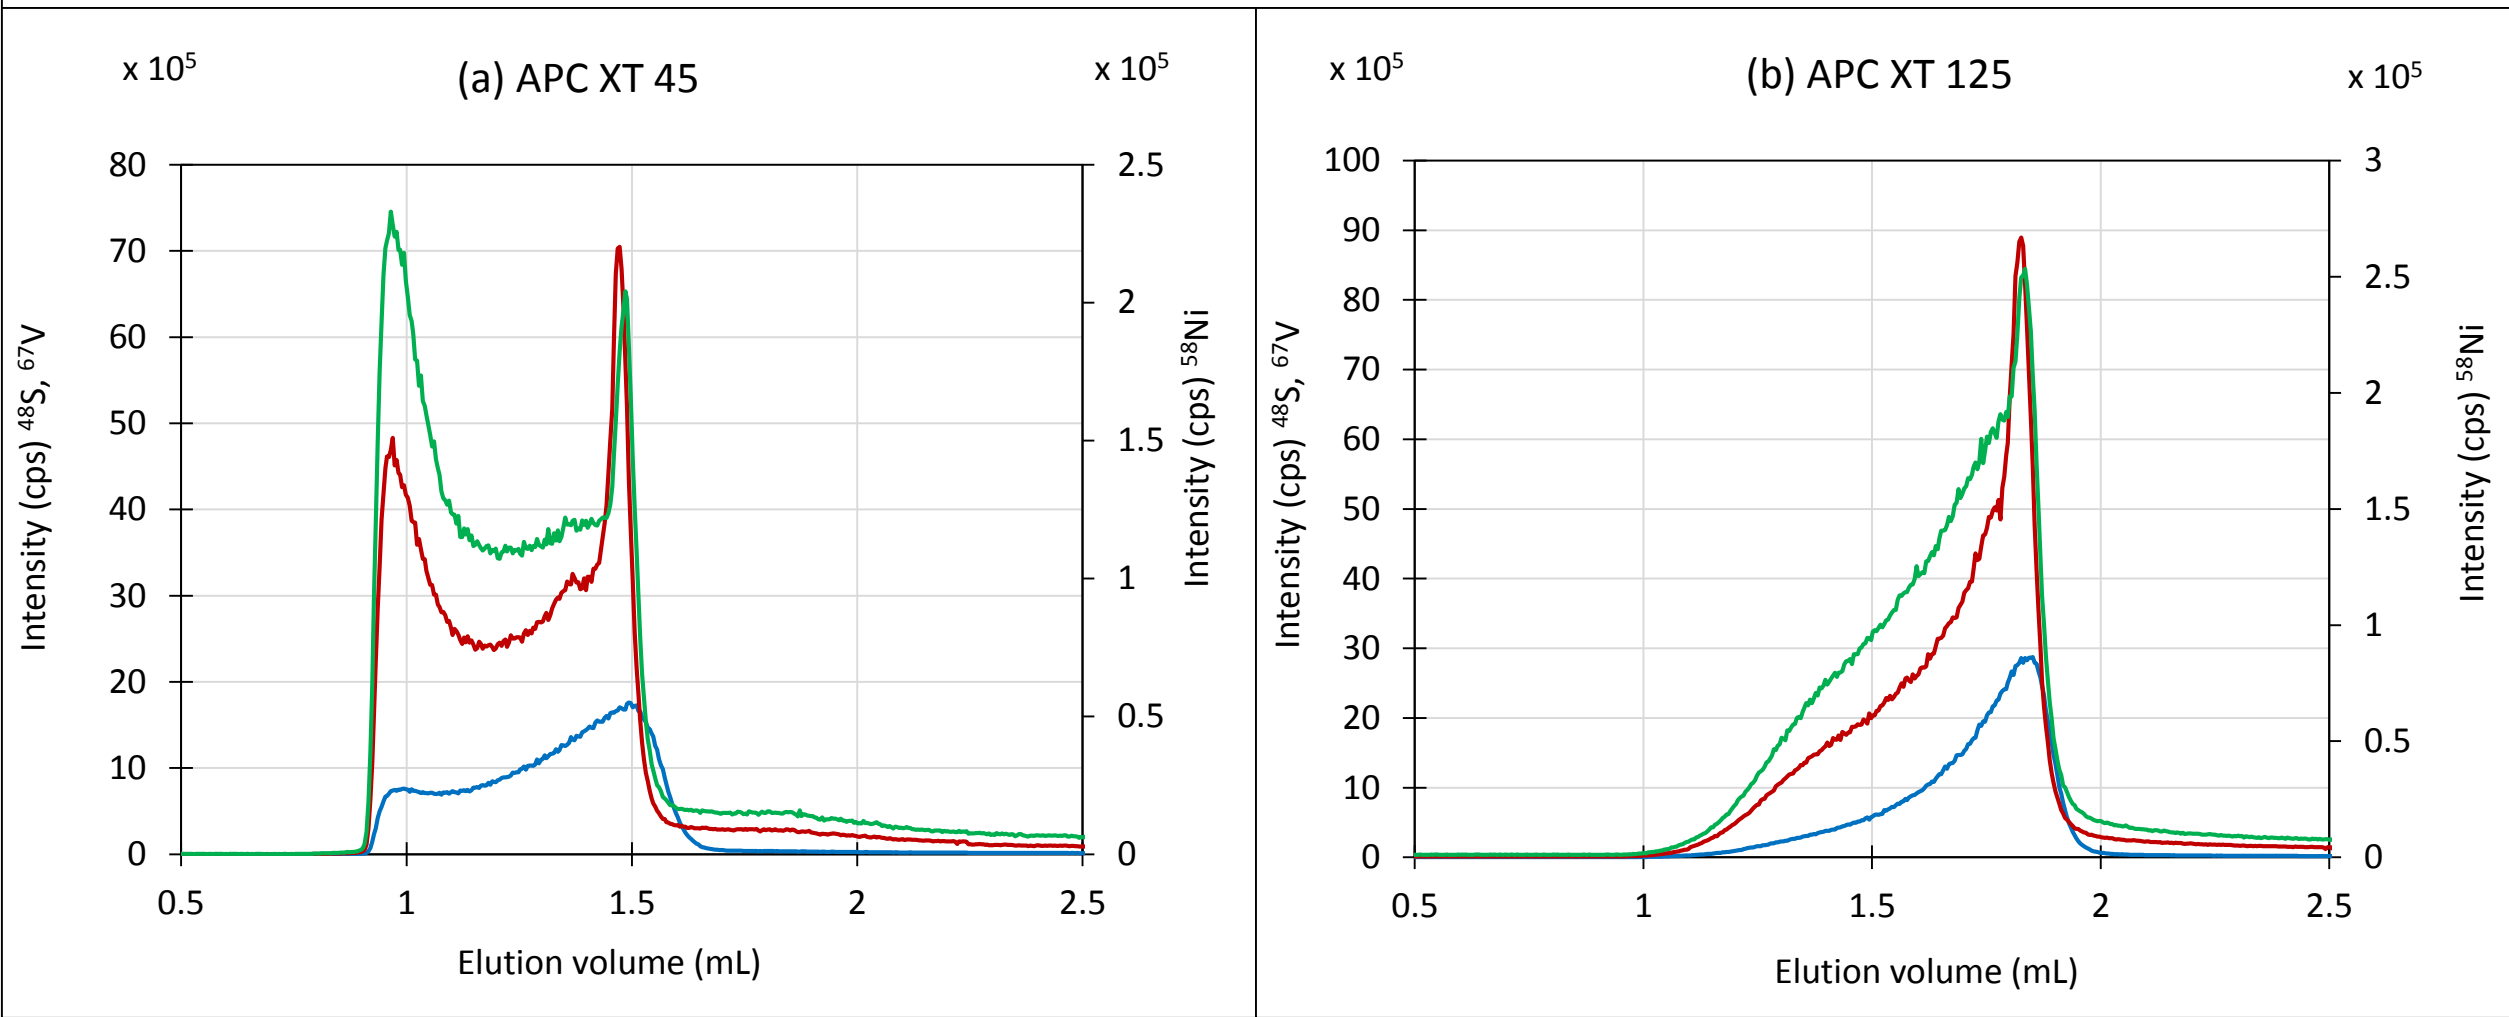 (a) APC XT 45
x 10⁵
x 10⁵
Intensity (cps) ⁴⁸S, ⁶⁷V
80
70
60
50
40
30
20
10
0
2.5
2
1.5
1
0.5
0
Intensity (cps) ⁵⁸Ni
0.5 1 1.5 2 2.5
Elution volume (mL)
(b) APC XT 125
x 10⁵
x 10⁵
Intensity (cps) ⁴⁸S, ⁶⁷V
100
90
80
70
60
50
40
30
20
10
0
3
2.5
2
1.5
1
0.5
0
Intensity (cps) ⁵⁸Ni
0.5 1 1.5 2 2.5
Elution volume (mL)